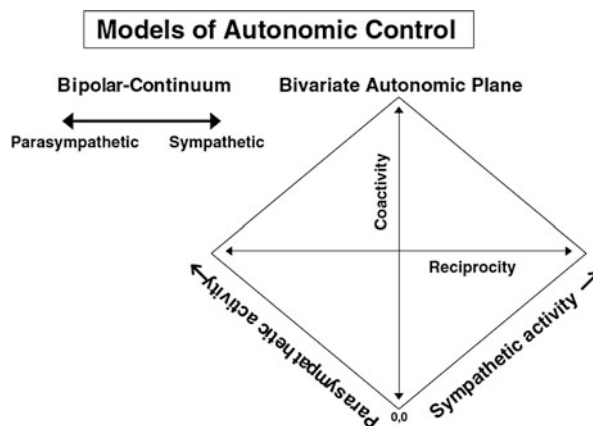 Models of Autonomic Control
Bipolar-Continuum
Bivariate Autonomic Plane
Parasympathetic
Sympathetic
Coactivity
Reciprocity
Parasympathetic activity
Sympathetic activity
0,0